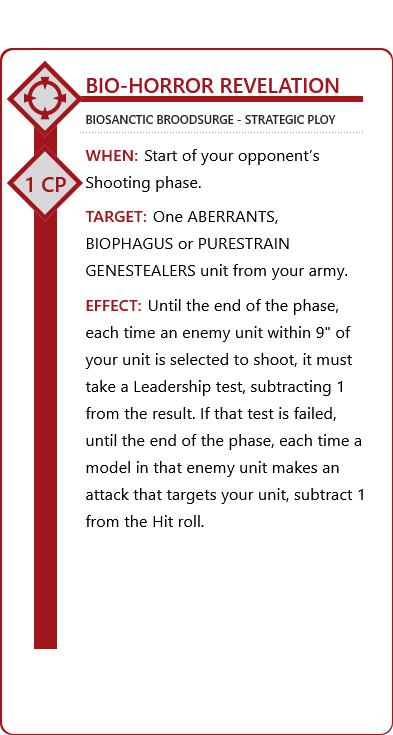 BIO-HORROR REVELATION
BIOSANCTIC BROODSURGE - STRATEGIC PLOY
1 CP
WHEN: Start of your opponent’s
Shooting phase.
TARGET: One ABERRANTS,
BIOPHAGUS or PURESTRAIN
GENESTEALERS unit from your army.
EFFECT: Until the end of the phase,
each time an enemy unit within 9" of
your unit is selected to shoot, it must
take a Leadership test, subtracting 1
from the result. If that test is failed,
until the end of the phase, each time a
model in that enemy unit makes an
attack that targets your unit, subtract 1
from the Hit roll.